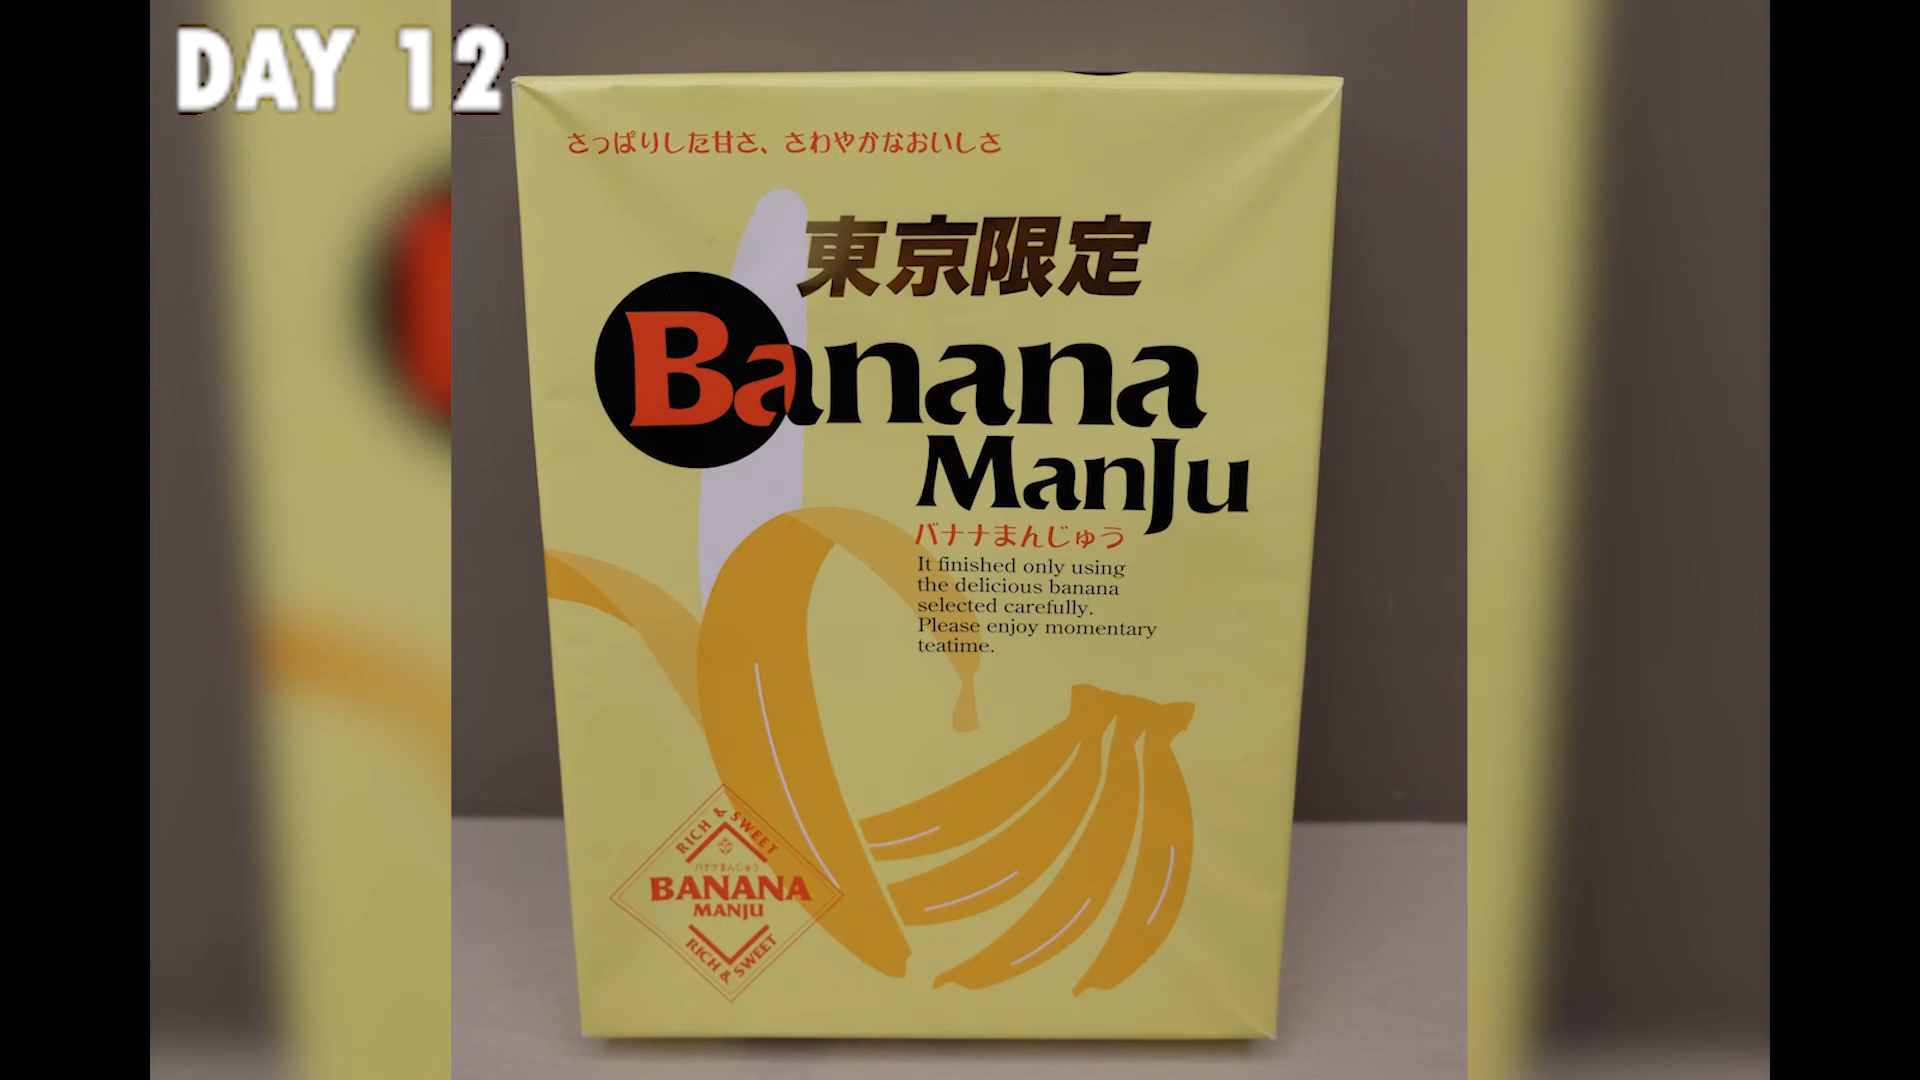 DAY 12
さっぱりした甘さ、さわやかなおいしさ
東京限定
Banana
ManJu
バナナまんじゅう
It finished only using
the delicious banana
selected carefully.
Please enjoy momentary
teatime.
RICH & SWEET
バナナまんじゅう
BANANA
MANJU
RICH & SWEET